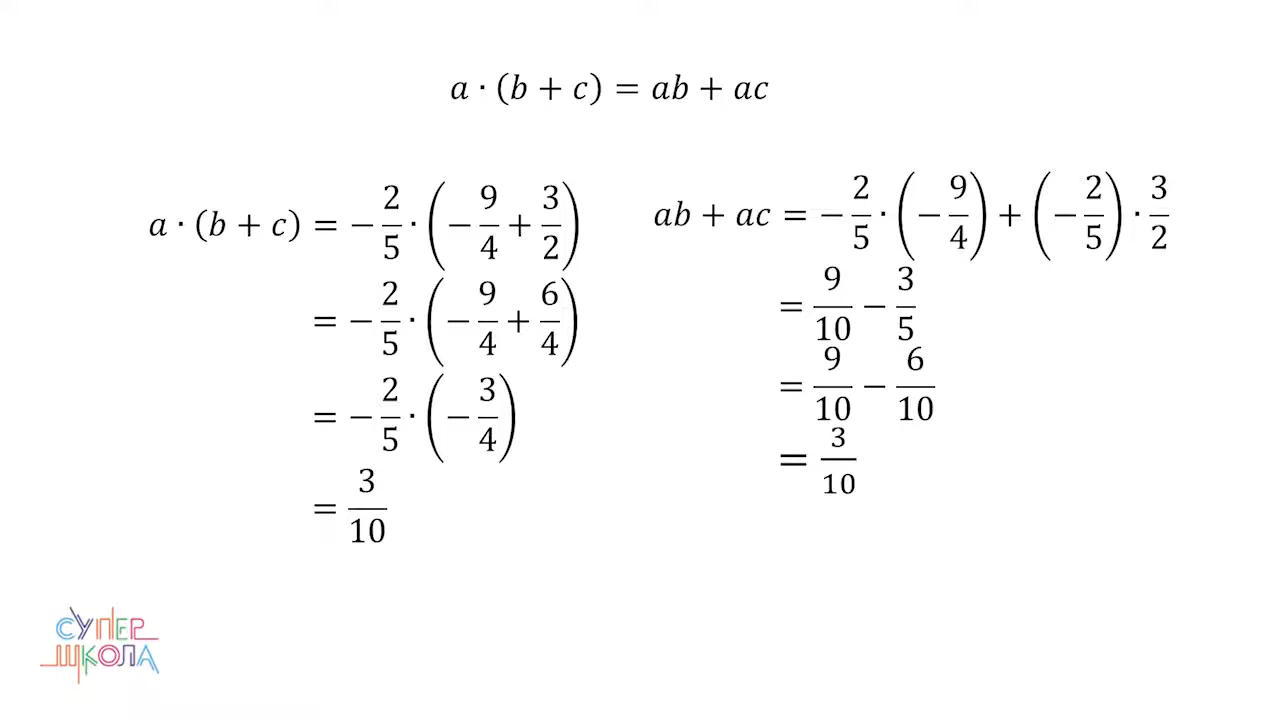 a · (b + c) = ab + ac
a · (b + c) = −2/5 · (−9/4 + 3/2)
= −2/5 · (−9/4 + 6/4)
= −2/5 · (−3/4)
= 3/10
ab + ac = −2/5 · (−9/4) + (−2/5) · 3/2
= 9/10 − 3/5
= 9/10 − 6/10
= 3/10
СУПЕР
ШКОЛА